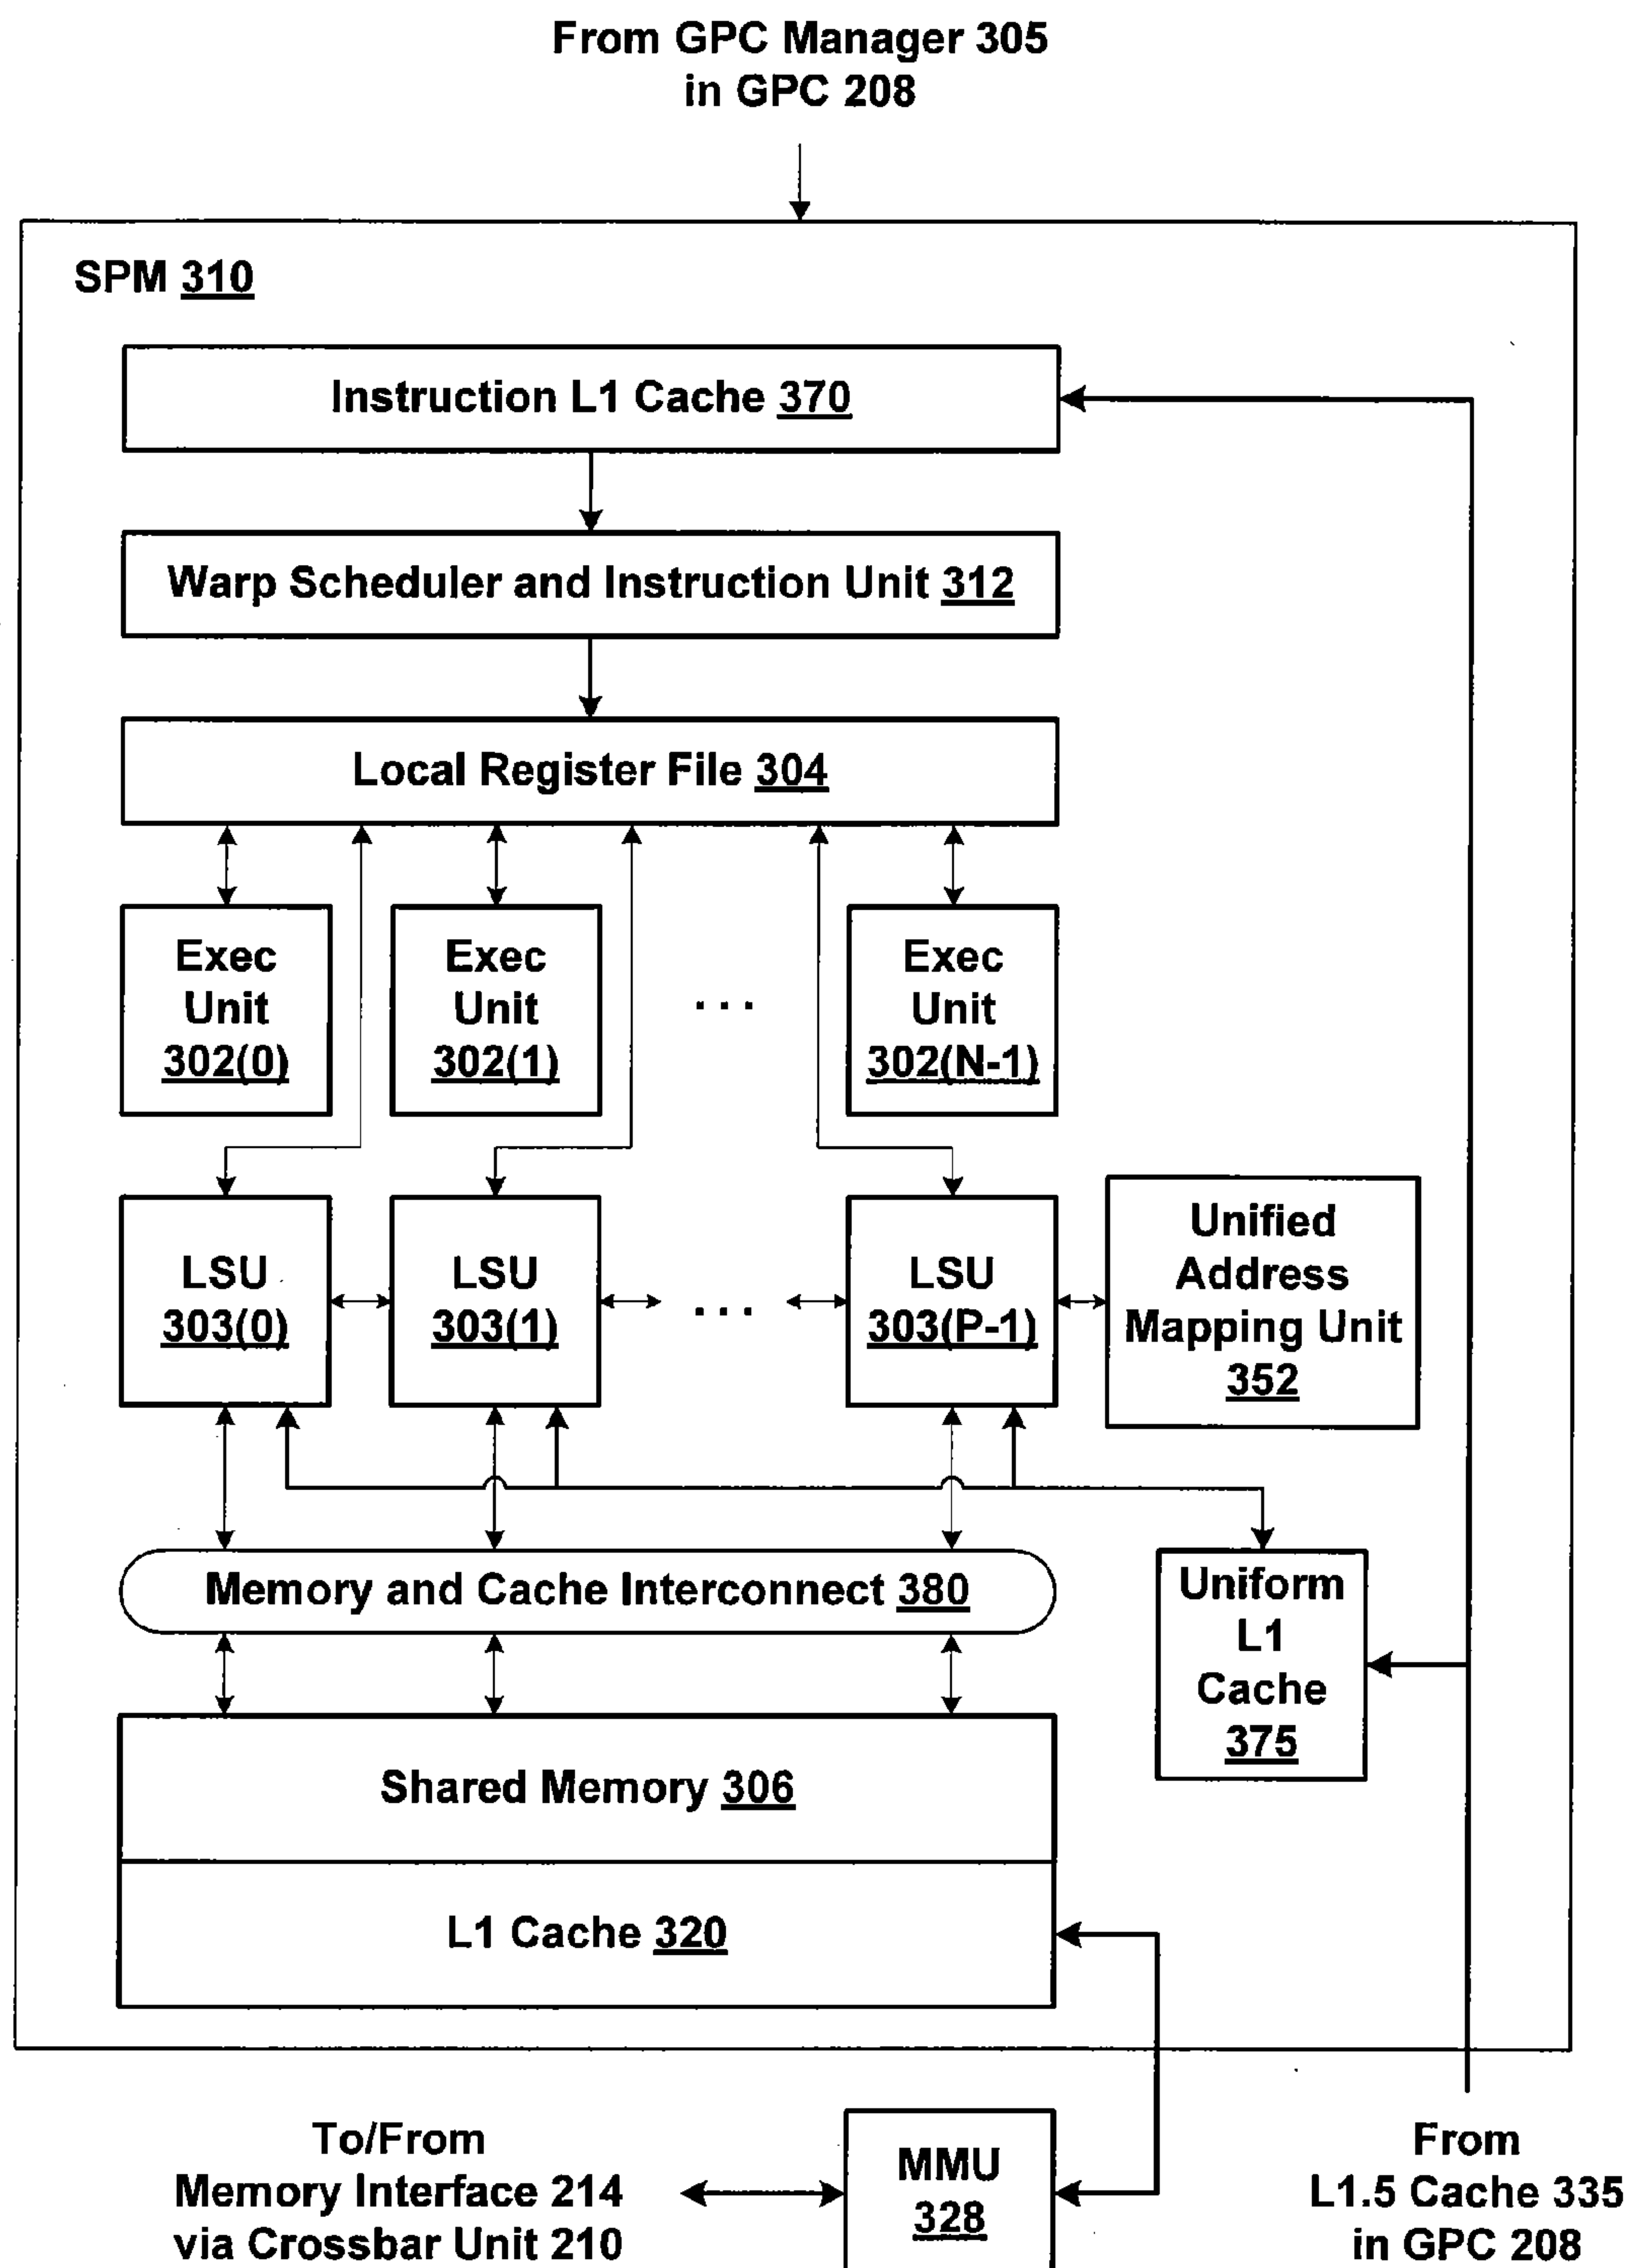 From GPC Manager 305
in GPC 208
SPM 310
Instruction L1 Cache 370
Warp Scheduler and Instruction Unit 312
Local Register File 304
Exec
Unit
302(0)
Exec
Unit
302(1)
...
Exec
Unit
302(N-1)
LSU
303(0)
LSU
303(1)
...
LSU
303(P-1)
Unified
Address
Mapping Unit
352
Memory and Cache Interconnect 380
Uniform
L1
Cache
375
Shared Memory 306
L1 Cache 320
To/From
Memory Interface 214
via Crossbar Unit 210
MMU
328
From
L1.5 Cache 335
in GPC 208